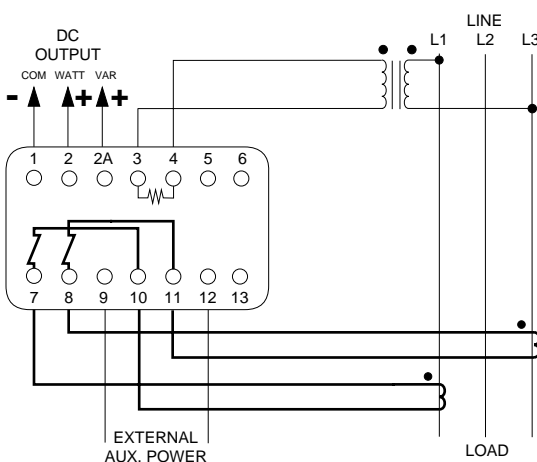 LINE
DC
OUTPUT
L1 L2 L3
COM WATT VAR
- + +
1 2 2A 3 4 5 6
7 8 9 10 11 12 13
EXTERNAL
AUX. POWER
LOAD